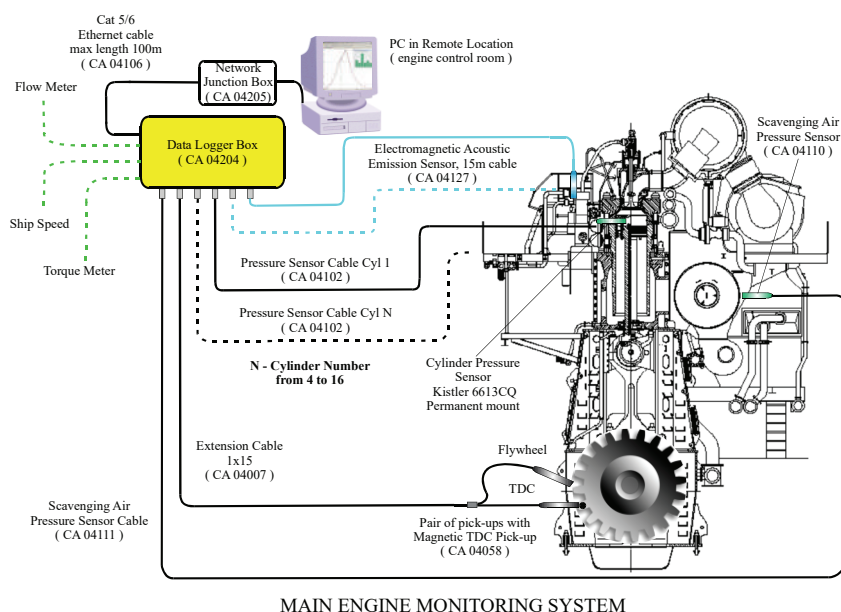 Cat 5/6
Ethernet cable
max length 100m
( CA 04106 )
Network
Junction Box
( CA 04205)
PC in Remote Location
( engine control room )
Flow Meter
Data Logger Box
( CA 04204 )
Electromagnetic Acoustic
Emission Sensor, 15m cable
( CA 04127 )
Scavenging Air
Pressure Sensor
( CA 04110 )
Ship Speed
Torque Meter
Pressure Sensor Cable Cyl 1
( CA 04102 )
Pressure Sensor Cable Cyl N
( CA 04102 )
N - Cylinder Number
from 4 to 16
Cylinder Pressure
Sensor
Kistler 6613CQ
Permanent mount
Extension Cable
1x15
( CA 04007 )
Flywheel
TDC
Scavenging Air
Pressure Sensor Cable
( CA 04111 )
Pair of pick-ups with
Magnetic TDC Pick-up
( CA 04058 )
MAIN ENGINE MONITORING SYSTEM